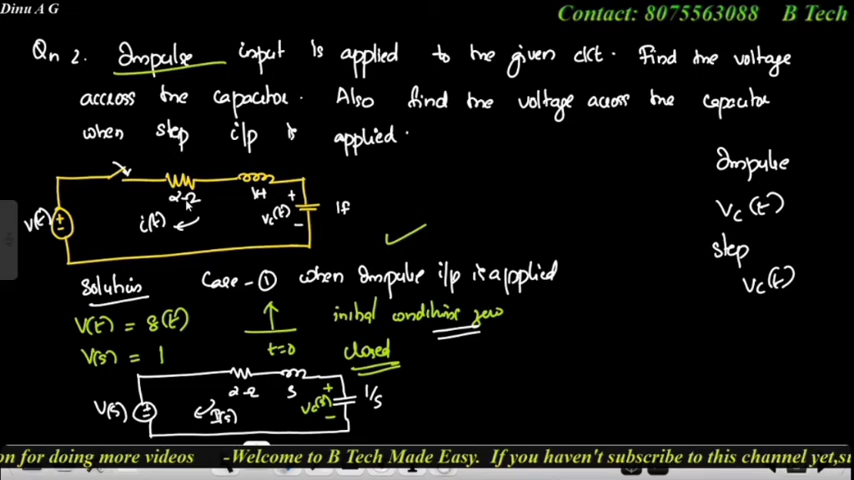 Dinu A G
Contact: 8075563088 B Tech
Qn 2. Impulse input is applied to the given ckt. Find the voltage
accross the capacitor. Also find the voltage across the capacitor
when step i/p is applied.
Impulse
Vc(t)
step
Vc(t)
V(t)
+
-
2Ω
1H
i(t)
Vc(t)
+
-
1F
Solution
Case - ① when Impulse i/p is applied
V(t) = δ(t)
initial conditions zero
t=0
V(s) = 1
closed
V(s)
+
-
2Ω
S
I(s)
Vc(s)
+
-
1/s
on for doing more videos -Welcome to B Tech Made Easy. If you haven't subscribe to this channel yet,su